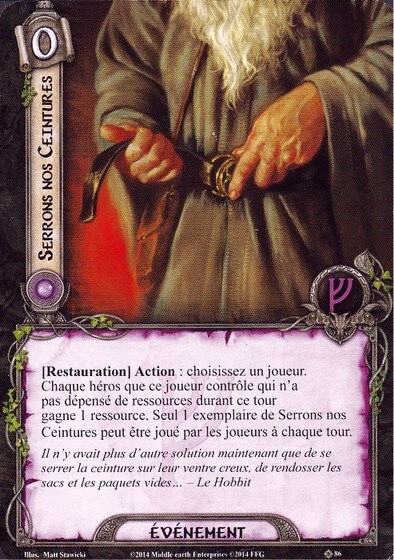 0
SERRONS NOS CEINTURES
[Restauration] Action : choisissez un joueur.
Chaque héros que ce joueur contrôle qui n'a
pas dépensé de ressources durant ce tour
gagne 1 ressource. Seul 1 exemplaire de Serrons nos
Ceintures peut être joué par les joueurs à chaque tour.
Il n'y avait plus d'autre solution maintenant que de se
serrer la ceinture sur leur ventre creux, de rendosser les
sacs et les paquets vides… – Le Hobbit
ÉVÉNEMENT
Illus. Matt Stawicki
©2014 Middle-earth Enterprises ©2014 FFG
86